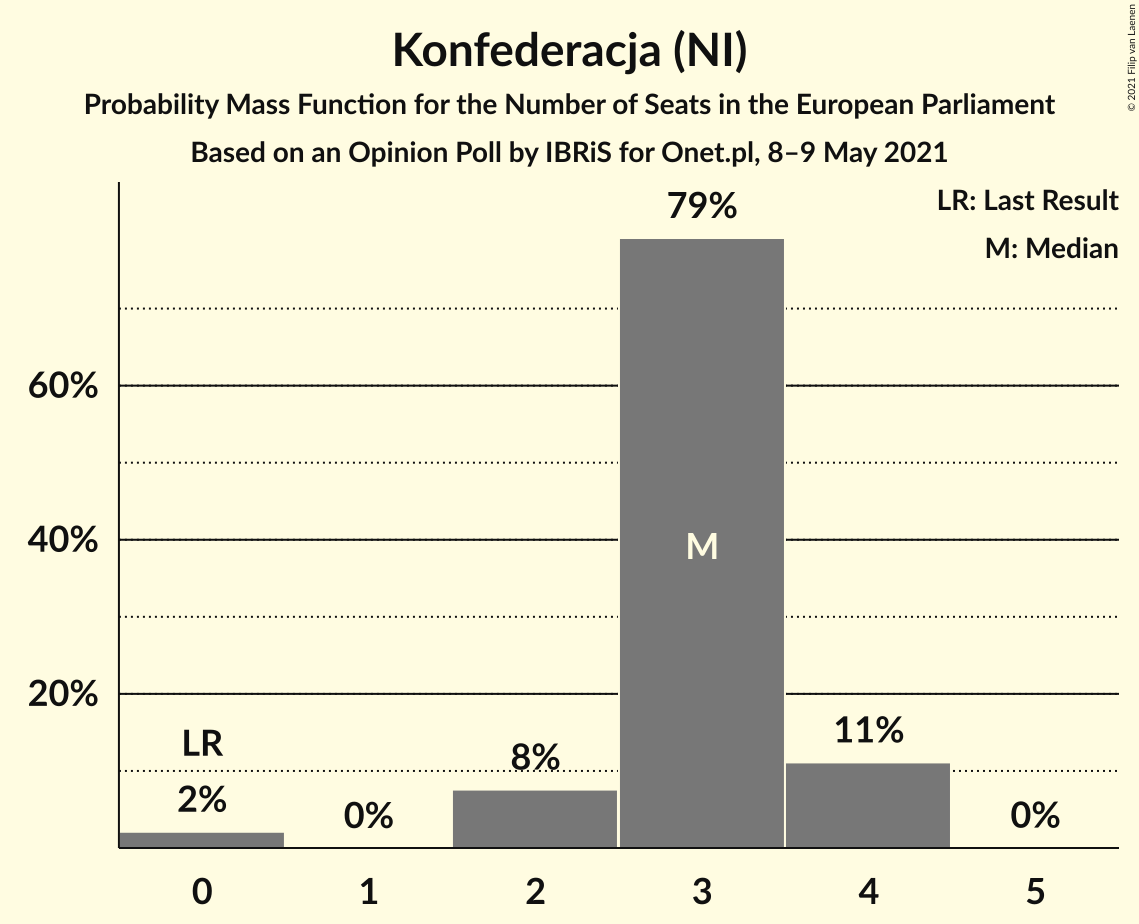 Konfederacja (NI)
Probability Mass Function for the Number of Seats in the European Parliament
Based on an Opinion Poll by IBRiS for Onet.pl, 8–9 May 2021
© 2021 Filip van Laenen
LR: Last Result
M: Median
79%
60%
40%
20%
M
LR
2%
0%
8%
11%
0%
0
1
2
3
4
5